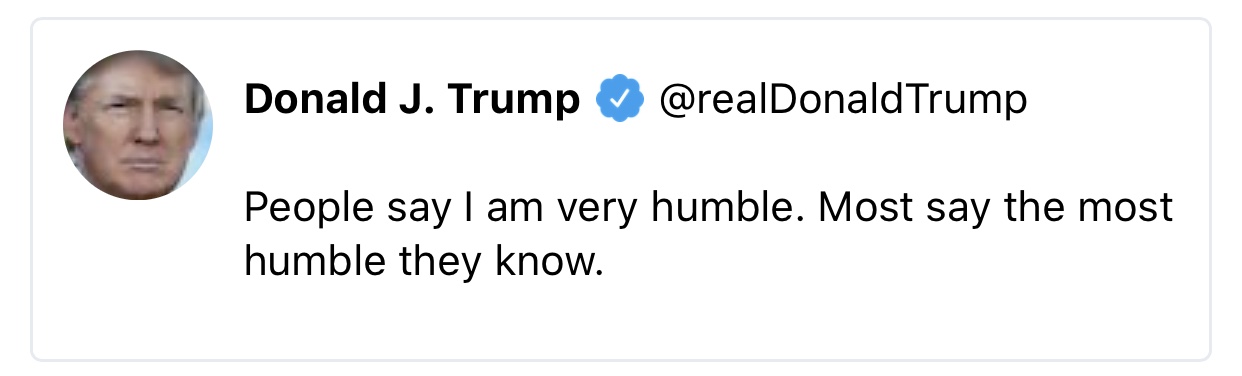 Donald J. Trump @realDonaldTrump
People say I am very humble. Most say the most
humble they know.